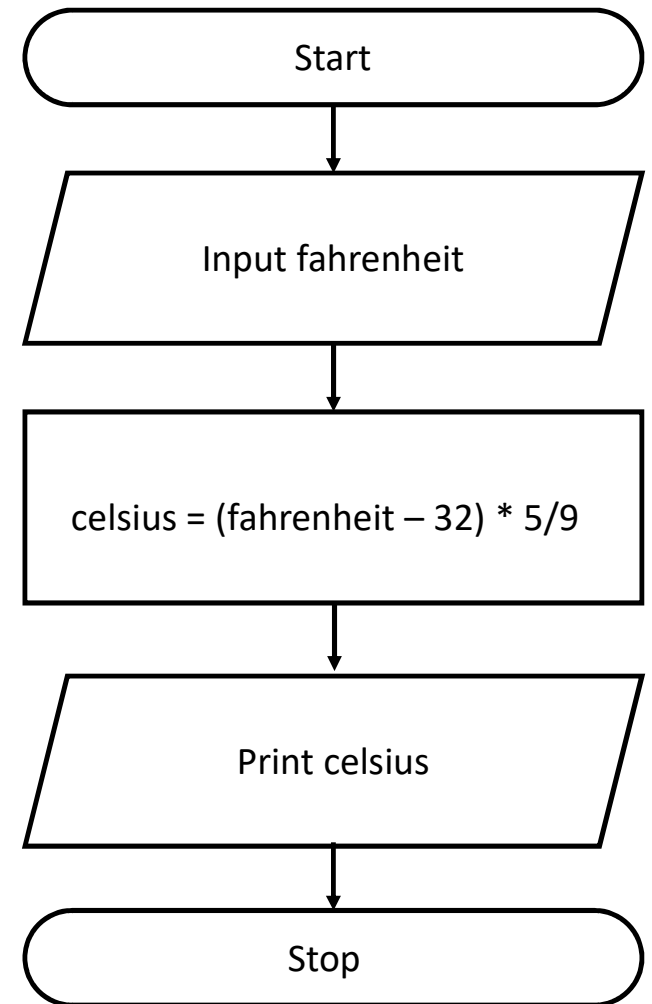 Start
Input fahrenheit
celsius = (fahrenheit – 32) * 5/9
Print celsius
Stop